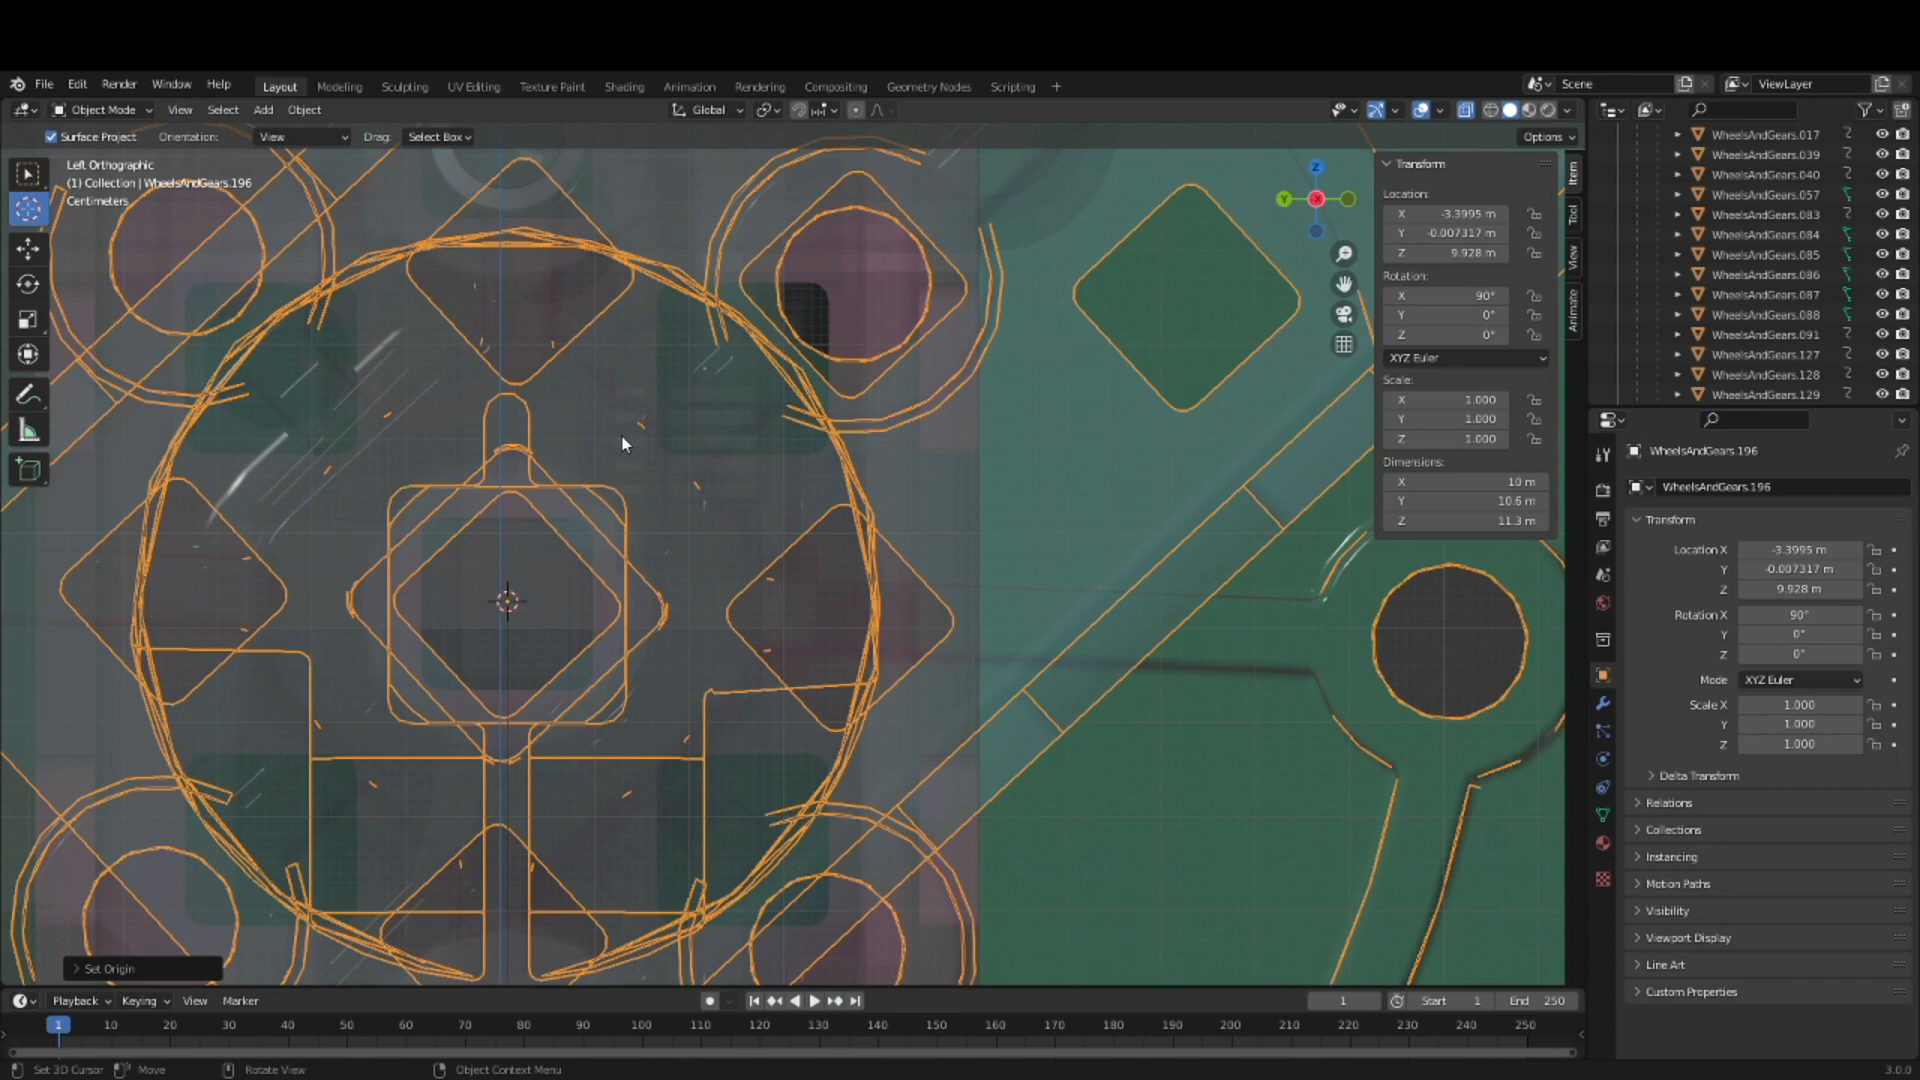 File Edit Render Window Help Layout Modeling Sculpting UV Editing Texture Paint Shading Animation Rendering Compositing Geometry Nodes Scripting + Scene ViewLayer
Object Mode View Select Add Object Global
Surface Project Orientation: View Drag: Select Box Options
Left Orthographic
(1) Collection | WheelsAndGears.196
Centimeters
Z
Y
X
Transform
Location:
X -3.3995 m
Y -0.007317 m
Z 9.928 m
Rotation:
X 90°
Y 0°
Z 0°
XYZ Euler
Scale:
X 1.000
Y 1.000
Z 1.000
Dimensions:
X 10 m
Y 10.6 m
Z 11.3 m
Item
Tool
View
Animate
WheelsAndGears.017
WheelsAndGears.039
WheelsAndGears.040
WheelsAndGears.057
WheelsAndGears.083
WheelsAndGears.084
WheelsAndGears.085
WheelsAndGears.086
WheelsAndGears.087
WheelsAndGears.088
WheelsAndGears.091
WheelsAndGears.127
WheelsAndGears.128
WheelsAndGears.129
WheelsAndGears.196
WheelsAndGears.196
Transform
Location X -3.3995 m
Y -0.007317 m
Z 9.928 m
Rotation X 90°
Y 0°
Z 0°
Mode XYZ Euler
Scale X 1.000
Y 1.000
Z 1.000
Delta Transform
Relations
Collections
Instancing
Motion Paths
Visibility
Viewport Display
Line Art
Custom Properties
Set Origin
Playback Keying View Marker 1 Start 1 End 250
1 10 20 30 40 50 60 70 80 90 100 110 120 130 140 150 160 170 180 190 200 210 220 230 240 250
Set 3D Cursor Move Rotate View Object Context Menu 3.0.0